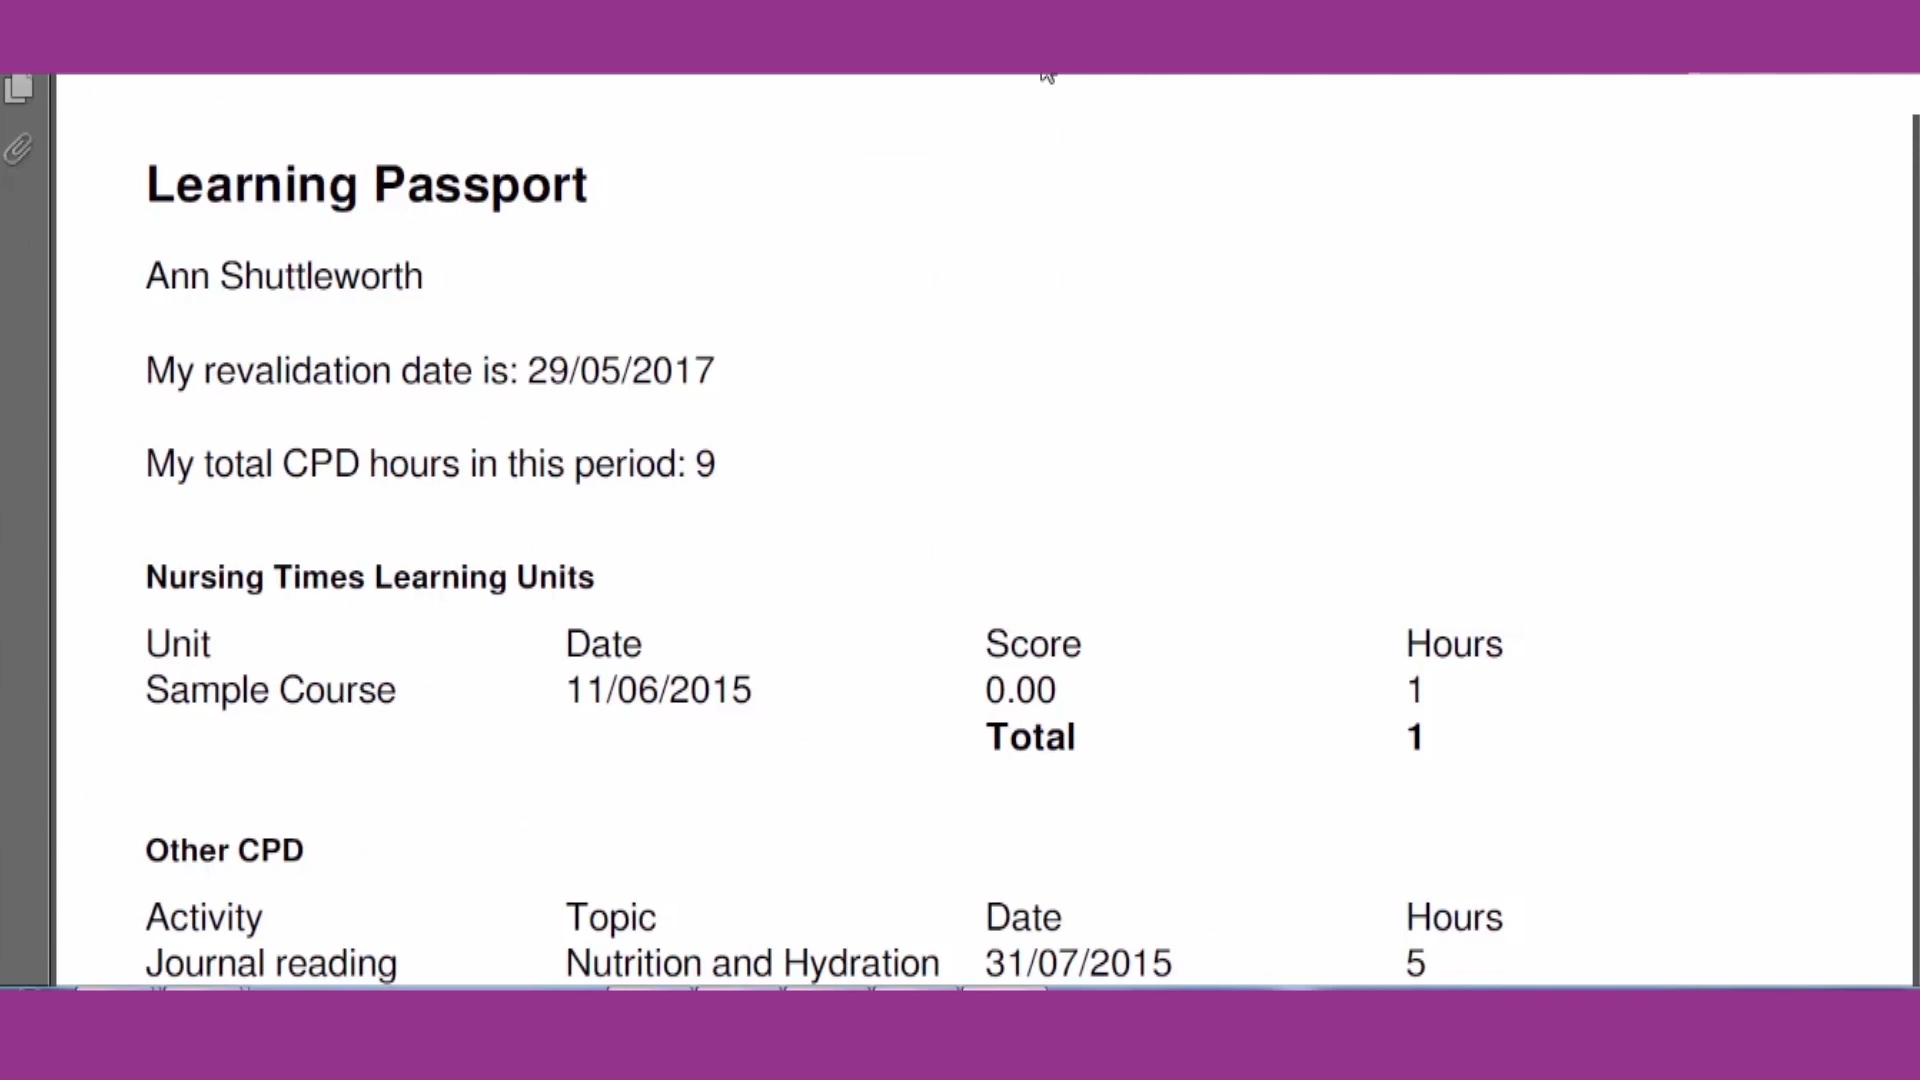 Learning Passport
Ann Shuttleworth
My revalidation date is: 29/05/2017
My total CPD hours in this period: 9
Nursing Times Learning Units
Unit Date Score Hours
Sample Course 11/06/2015 0.00 1
Total 1
Other CPD
Activity Topic Date Hours
Journal reading Nutrition and Hydration 31/07/2015 5